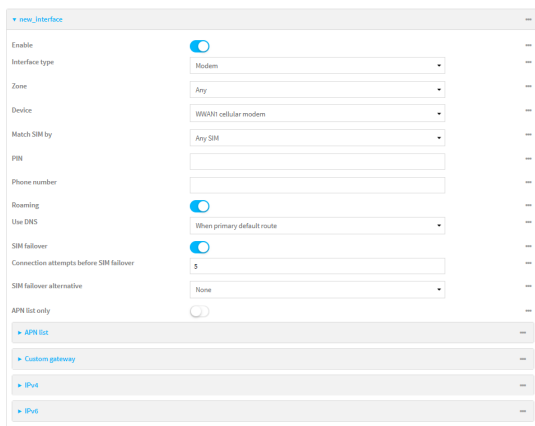 new_interface
Enable
Interface type
Modem
Zone
Any
Device
WWAN1 cellular modem
Match SIM by
Any SIM
PIN
Phone number
Roaming
Use DNS
When primary default route
SIM failover
Connection attempts before SIM failover
5
SIM failover alternative
None
APN list only
APN list
Custom gateway
IPv4
IPv6